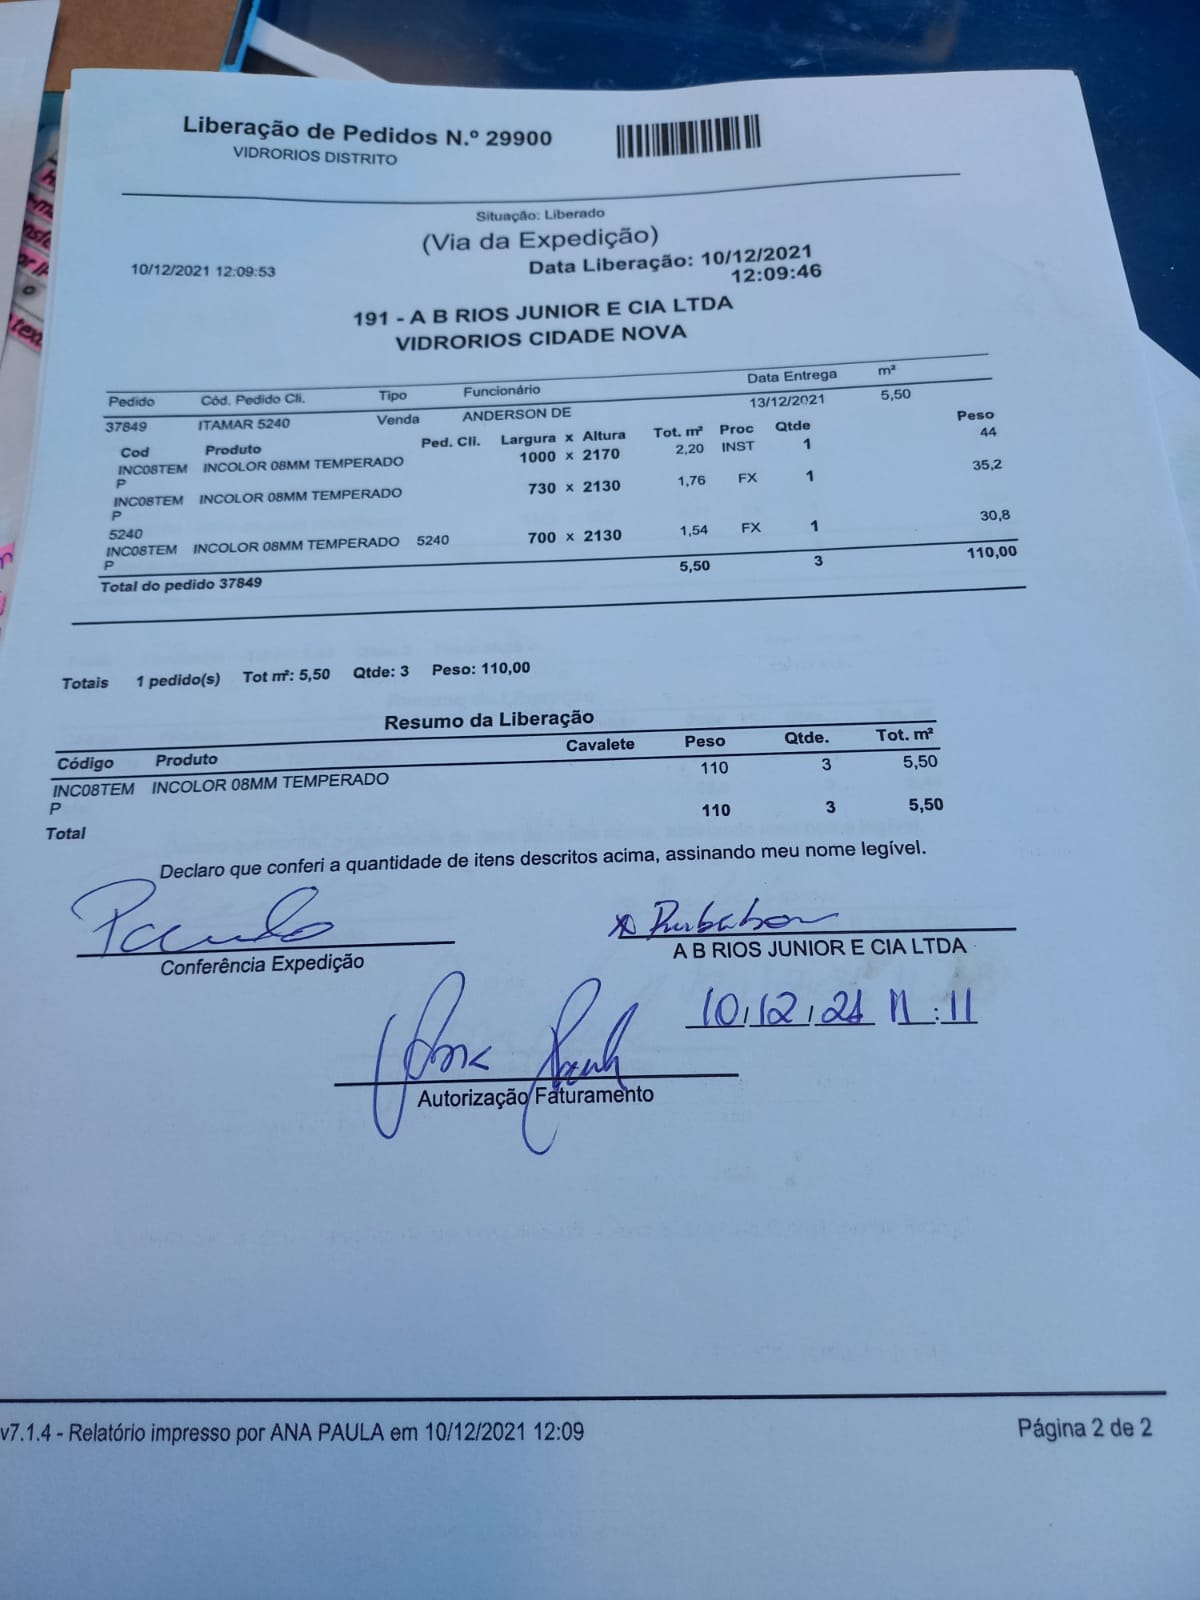 Liberação de Pedidos N.º 29900
VIDRORIOS DISTRITO
Situação: Liberado
(Via da Expedição)
10/12/2021 12:09:53
Data Liberação: 10/12/2021
12:09:46
191 - A B RIOS JUNIOR E CIA LTDA
VIDRORIOS CIDADE NOVA
Pedido Cód. Pedido Cli. Tipo Funcionário Data Entrega m²
37849 ITAMAR 5240 Venda ANDERSON DE 13/12/2021 5,50
Cod Produto Ped. Cli. Largura x Altura Tot. m² Proc Qtde Peso
INC08TEM INCOLOR 08MM TEMPERADO 1000 x 2170 2,20 INST 1 44
P
INC08TEM INCOLOR 08MM TEMPERADO 730 x 2130 1,76 FX 1 35,2
P
5240
INC08TEM INCOLOR 08MM TEMPERADO 5240 700 x 2130 1,54 FX 1 30,8
P
Total do pedido 37849 5,50 3 110,00
Totais 1 pedido(s) Tot m²: 5,50 Qtde: 3 Peso: 110,00
Resumo da Liberação
Código Produto Cavalete Peso Qtde. Tot. m²
INC08TEM INCOLOR 08MM TEMPERADO 110 3 5,50
P
Total 110 3 5,50
Declaro que conferi a quantidade de itens descritos acima, assinando meu nome legível.
Paulo
Conferência Expedição
A B RIOS JUNIOR E CIA LTDA
10/12/21 11:11
Ana Paula
Autorização Faturamento
v7.1.4 - Relatório impresso por ANA PAULA em 10/12/2021 12:09
Página 2 de 2